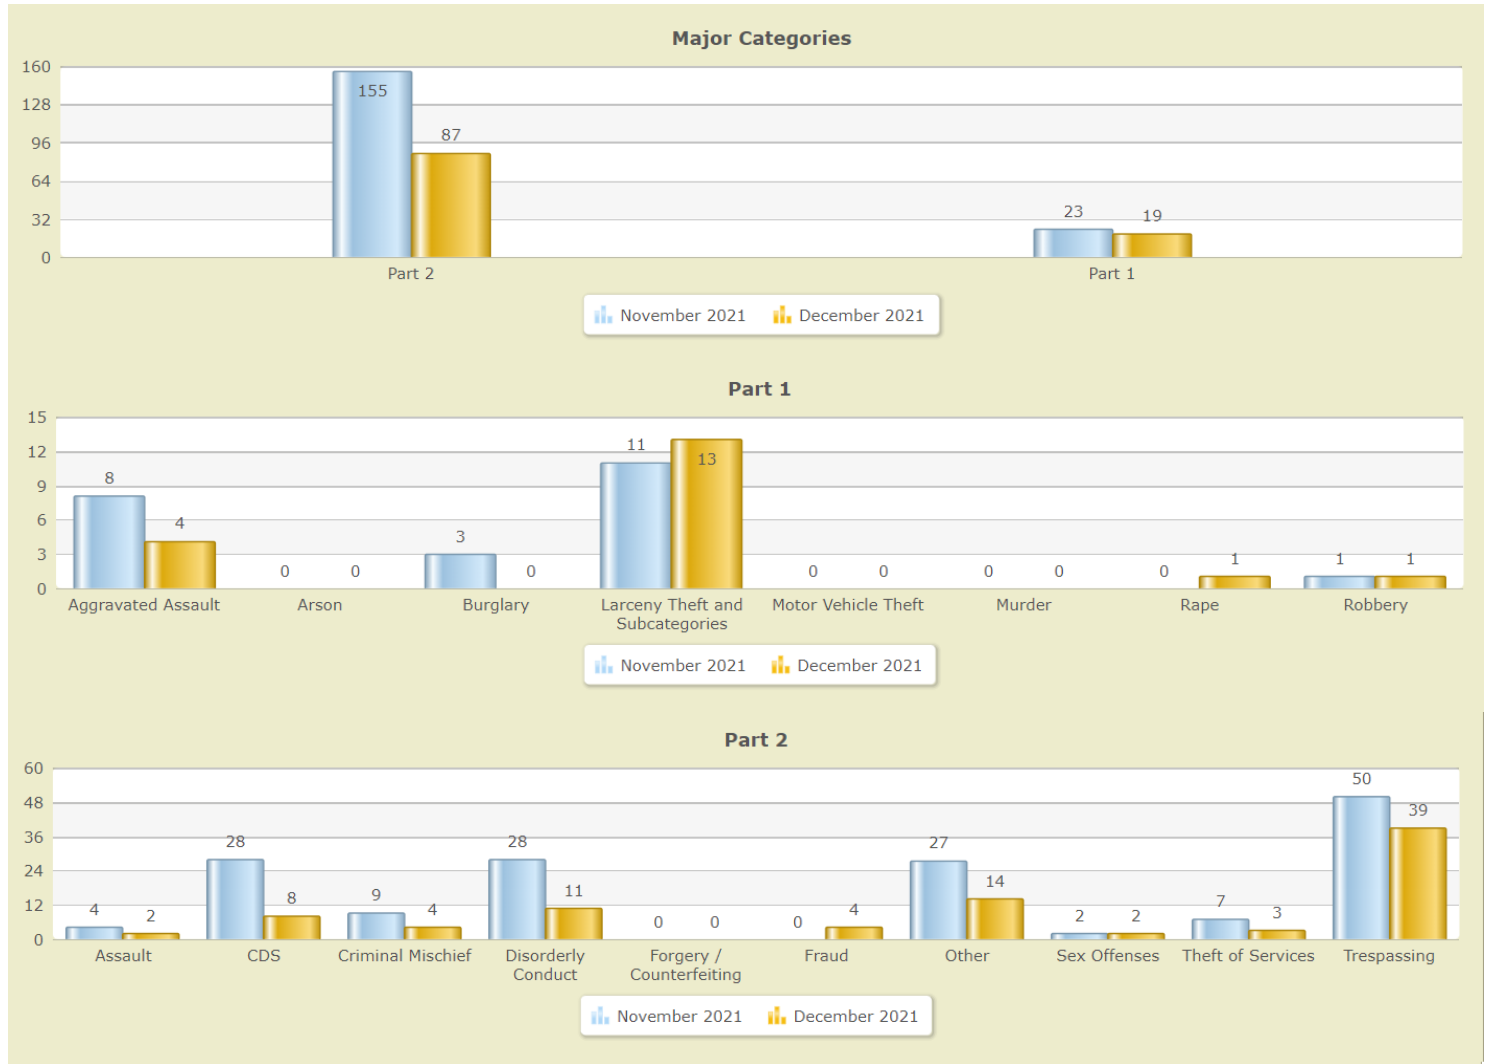 Major Categories
160
128
96
64
32
0
155
87
23
19
Part 2
Part 1
November 2021 December 2021
Part 1
15
12
9
6
3
0
8
4
0 0
3
0
11
13
0 0
0 0
0
1
1 1
Aggravated Assault
Arson
Burglary
Larceny Theft and
Subcategories
Motor Vehicle Theft
Murder
Rape
Robbery
November 2021 December 2021
Part 2
60
48
36
24
12
0
4
2
28
8
9
4
28
11
0 0
0
4
27
14
2 2
7
3
50
39
Assault
CDS
Criminal Mischief
Disorderly
Conduct
Forgery /
Counterfeiting
Fraud
Other
Sex Offenses
Theft of Services
Trespassing
November 2021 December 2021